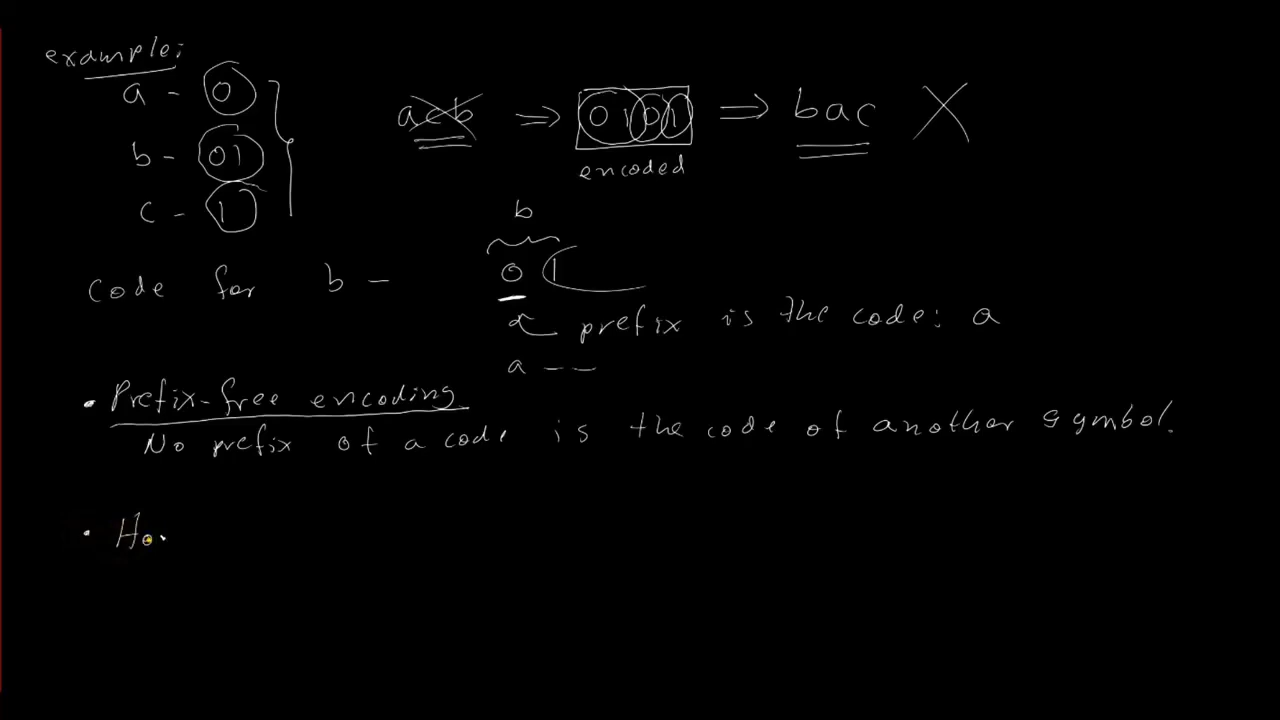 example:
a - 0
acb ⇒ 0101 ⇒ bac X
encoded
b - 01
c - 1
b
code for b - 0 1
prefix is the code: a
a - -
• Prefix-free encoding
No prefix of a code is the code of another symbol.
• Ho